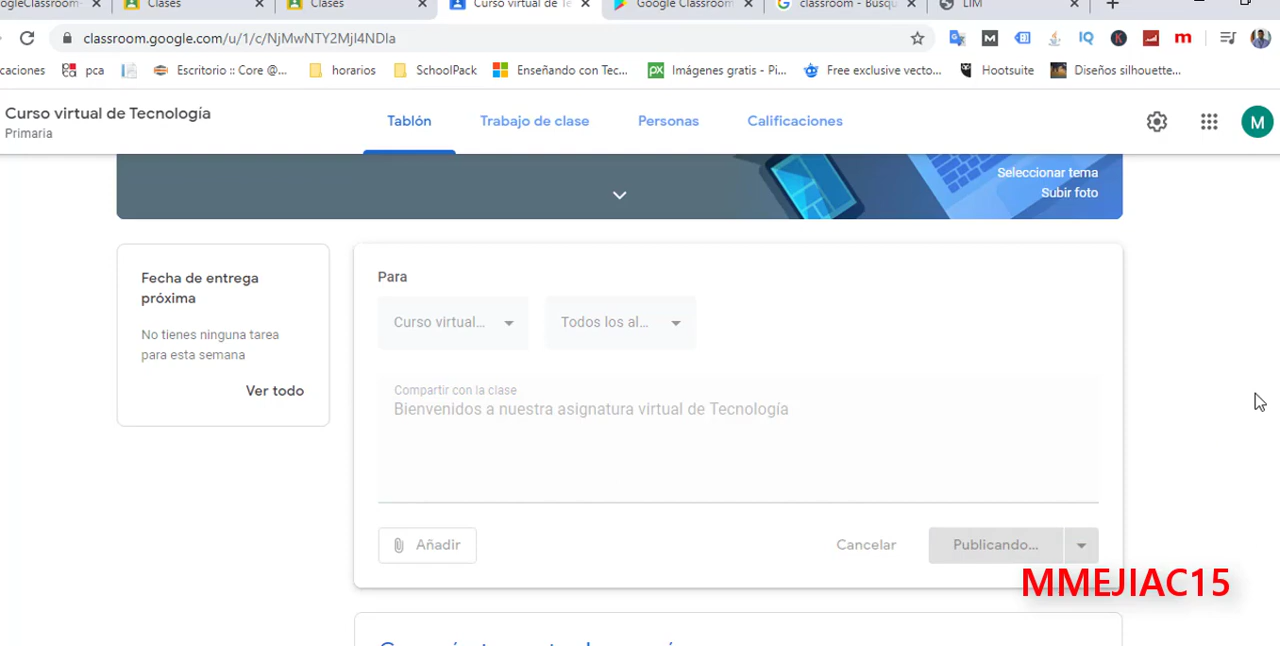 Clases
Clases
Curso virtual de Te
Google Classroom
classroom - Búsqu
LIM
classroom.google.com/u/1/c/NjMwNTY2MjI4NDIa
caciones
pca
Escritorio :: Core @...
horarios
SchoolPack
Enseñando con Tec...
Imágenes gratis - Pi...
Free exclusive vecto...
Hootsuite
Diseños silhouette...
Curso virtual de Tecnología
Primaria
Tablón
Trabajo de clase
Personas
Calificaciones
M
Seleccionar tema
Subir foto
Fecha de entrega
próxima
No tienes ninguna tarea
para esta semana
Ver todo
Para
Curso virtual...
Todos los al...
Compartir con la clase
Bienvenidos a nuestra asignatura virtual de Tecnología
Añadir
Cancelar
Publicando...
MMEJIAC15